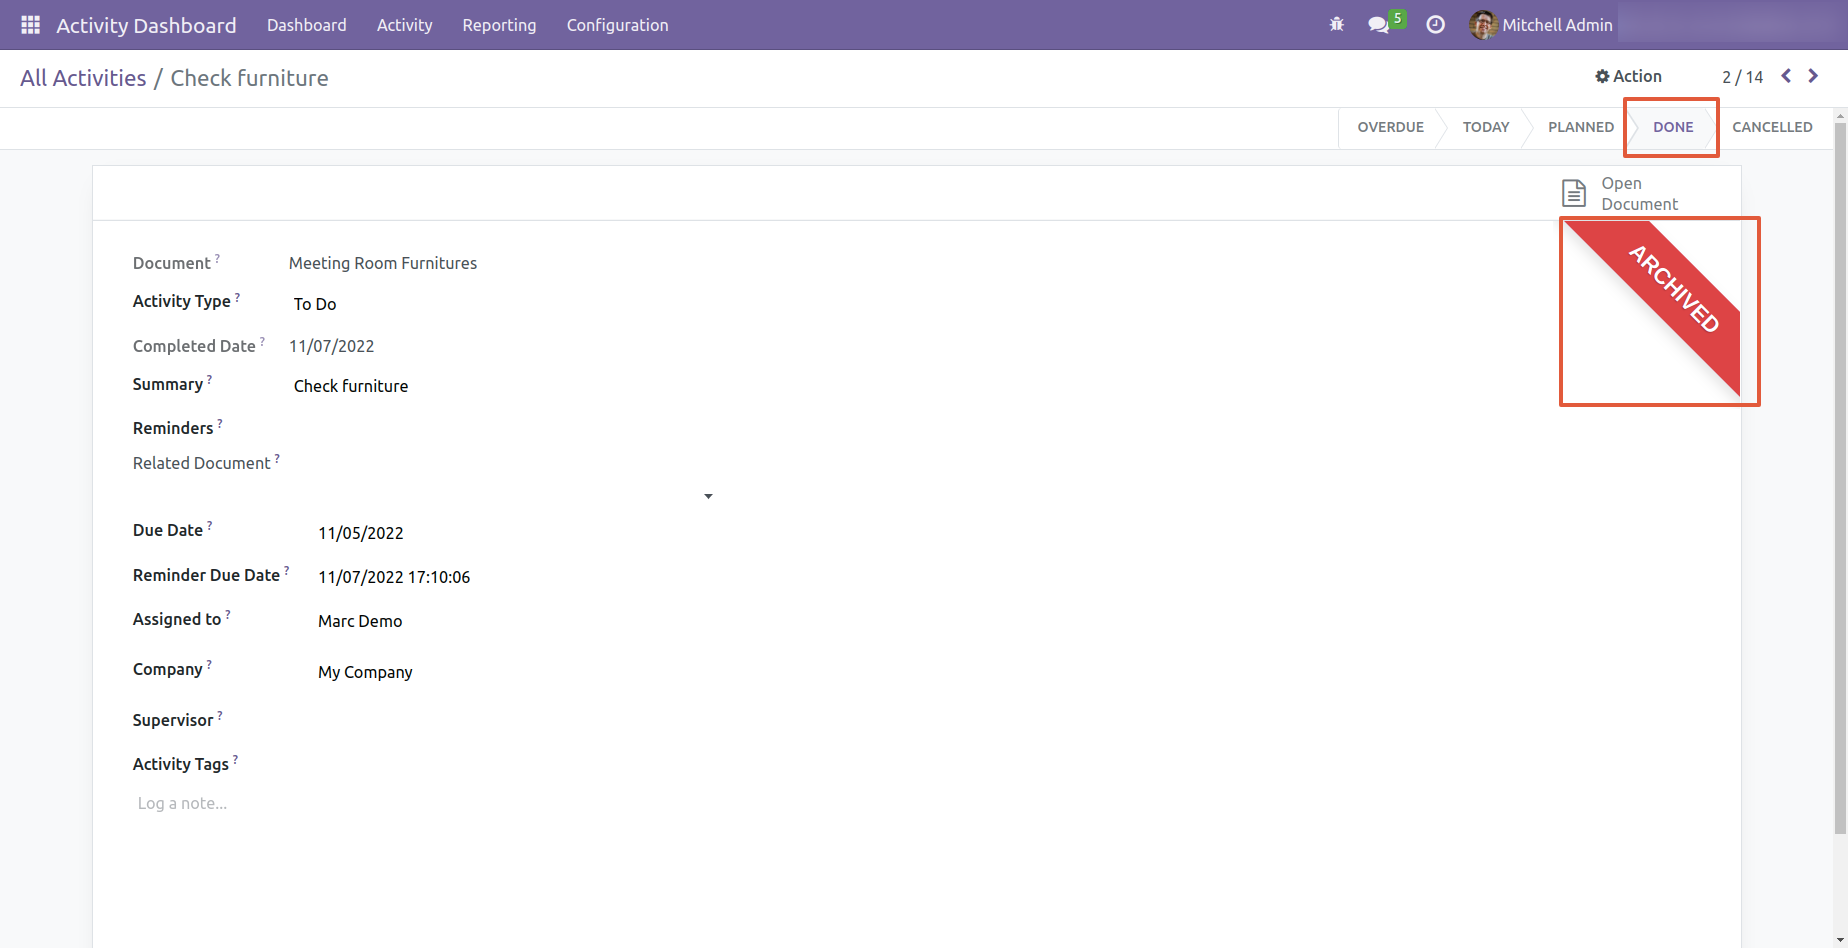 Activity Dashboard Dashboard Activity Reporting Configuration 5 Mitchell Admin
All Activities / Check furniture Action 2 / 14
OVERDUE TODAY PLANNED DONE CANCELLED
Open
Document
ARCHIVED
Document ? Meeting Room Furnitures
Activity Type ? To Do
Completed Date ? 11/07/2022
Summary ? Check furniture
Reminders ?
Related Document ?
Due Date ? 11/05/2022
Reminder Due Date ? 11/07/2022 17:10:06
Assigned to ? Marc Demo
Company ? My Company
Supervisor ?
Activity Tags ?
Log a note...